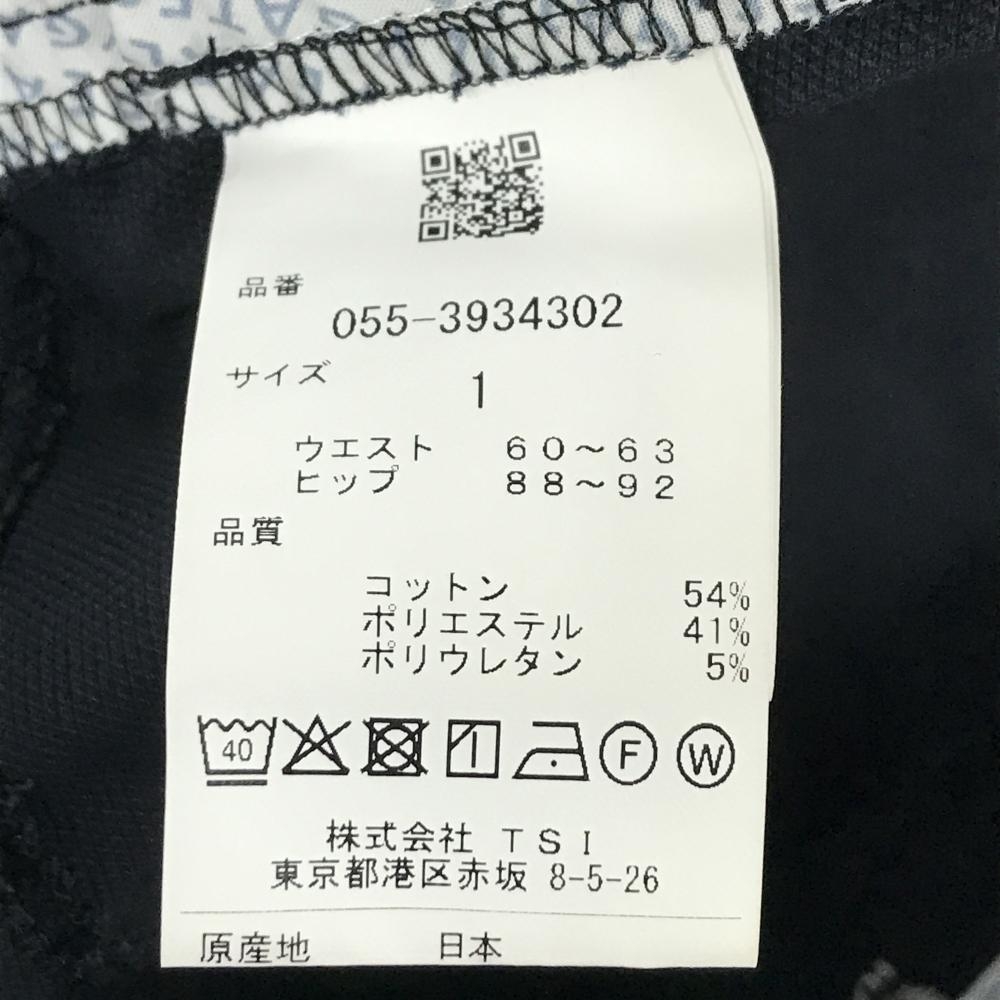 品番
055-3934302
サイズ 1
ウエスト 60～63
ヒップ 88～92
品質
コットン 54%
ポリエステル 41%
ポリウレタン 5%
40 F W
株式会社 TSI
東京都港区赤坂 8-5-26
原産地 日本